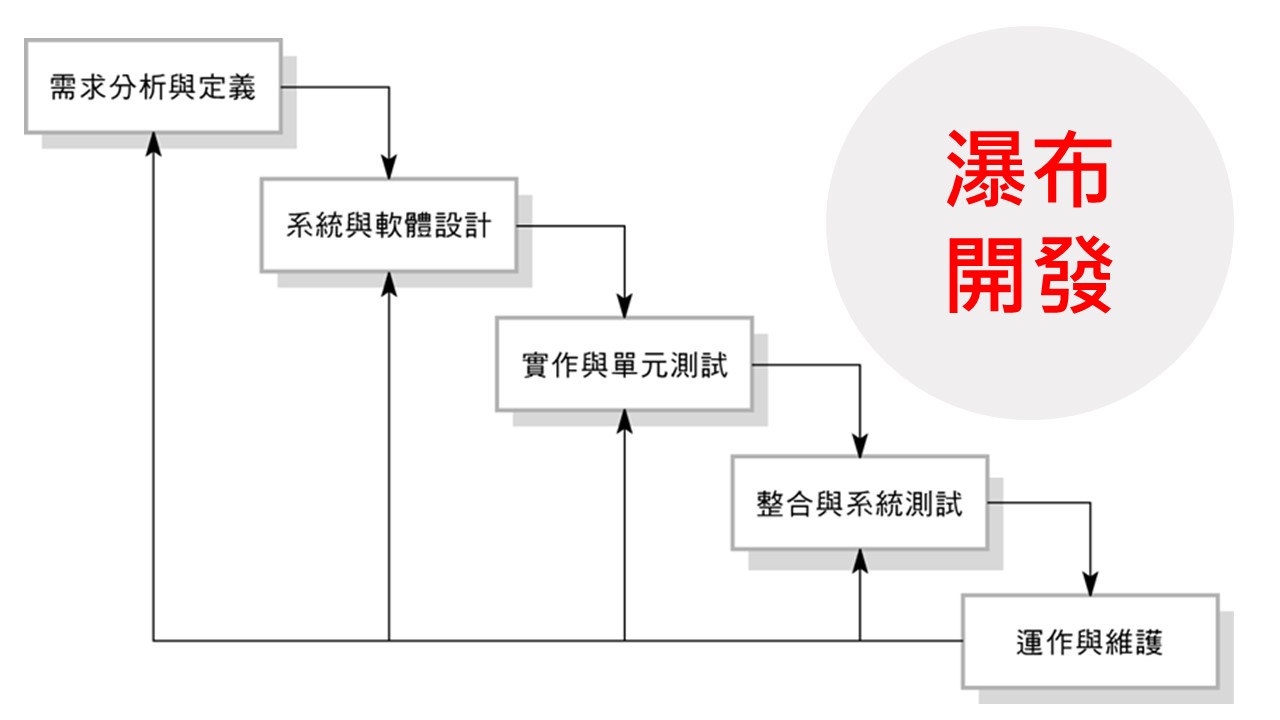 需求分析與定義
系統與軟體設計
實作與單元測試
整合與系統測試
運作與維護
瀑布
開發